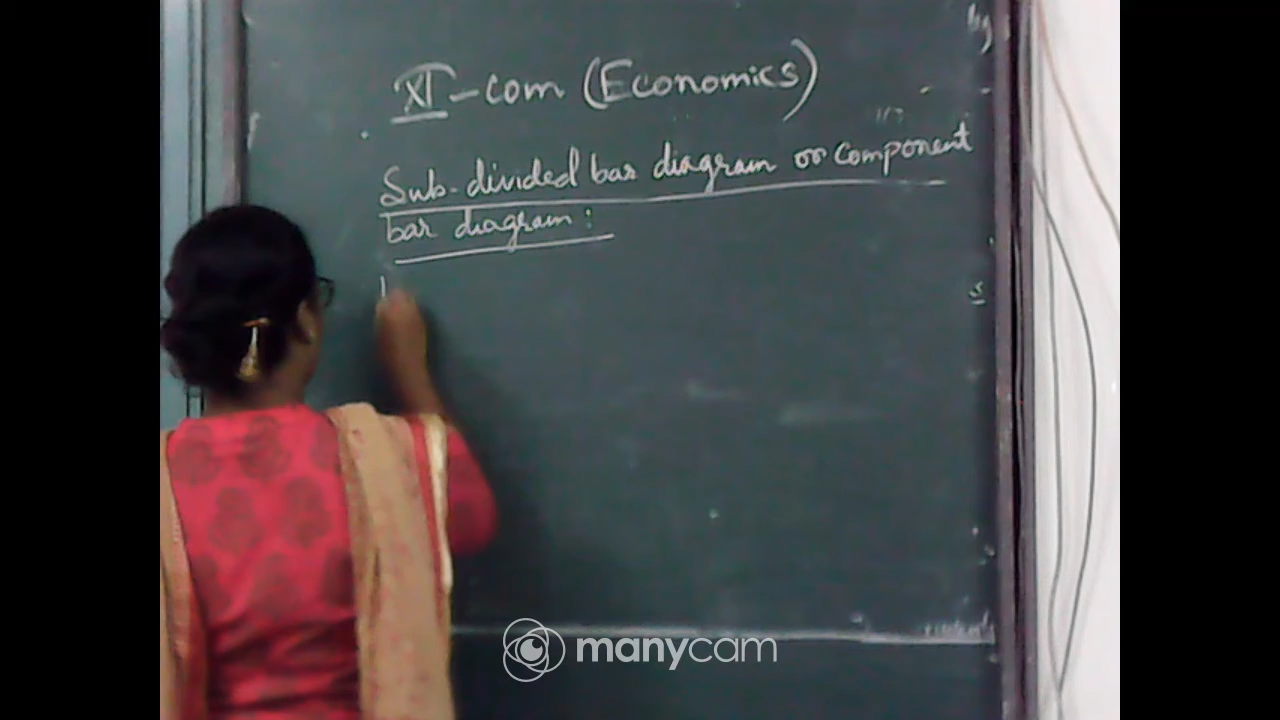 XI-com (Economics)
Sub-divided bar diagram or component
bar diagram:
manycam